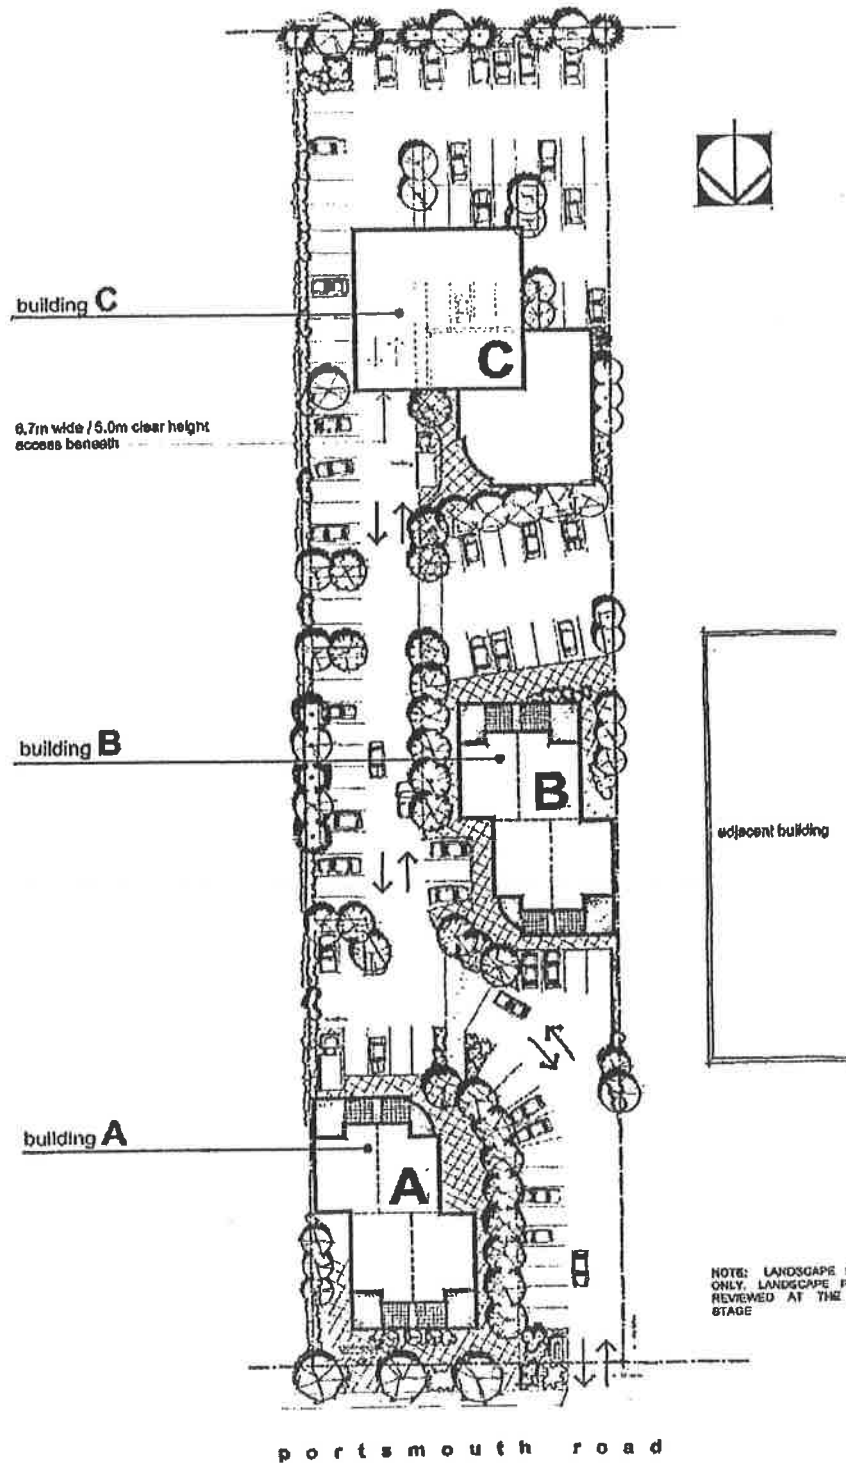 building C
C
6.7m wide / 5.0m clear height
access beneath
building B
B
adjacent building
building A
A
NOTE: LANDSCAPE
ONLY. LANDSCAPE
REVIEWED AT THE
STAGE
portsmouth road